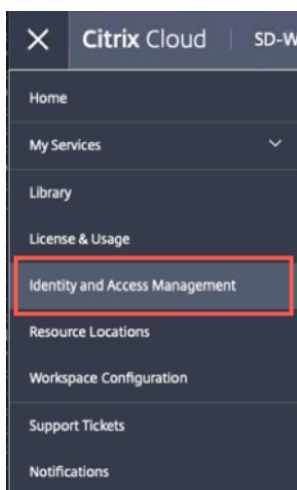 Citrix Cloud SD-W
Home
My Services
Library
License & Usage
Identity and Access Management
Resource Locations
Workspace Configuration
Support Tickets
Notifications